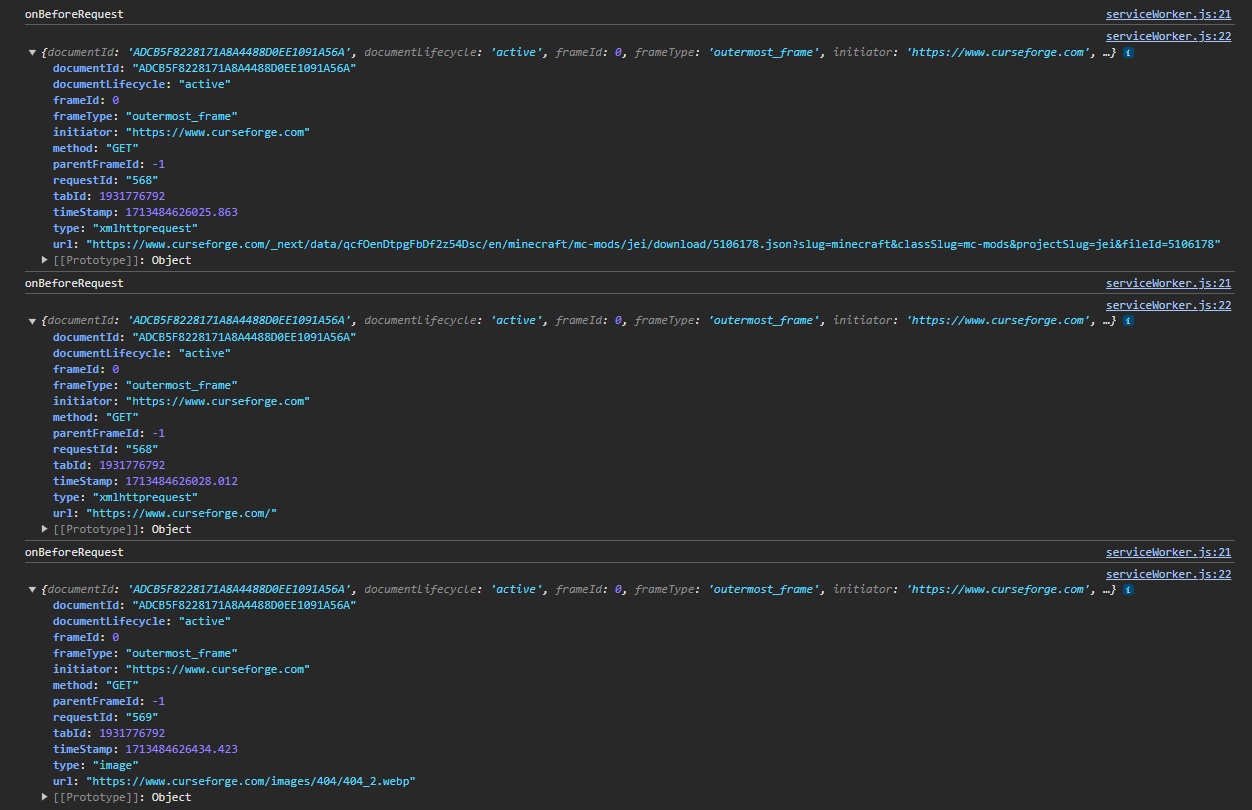 onBeforeRequest serviceWorker.js:21
serviceWorker.js:22
▼ {documentId: 'ADCB5F8228171A8A4488D0EE1091A56A', documentLifecycle: 'active', frameId: 0, frameType: 'outermost_frame', initiator: 'https://www.curseforge.com', …} i
documentId: "ADCB5F8228171A8A4488D0EE1091A56A"
documentLifecycle: "active"
frameId: 0
frameType: "outermost_frame"
initiator: "https://www.curseforge.com"
method: "GET"
parentFrameId: -1
requestId: "568"
tabId: 1931776792
timeStamp: 1713484626025.863
type: "xmlhttprequest"
url: "https://www.curseforge.com/_next/data/qcfOenDtpgFbDf2z54Dsc/en/minecraft/mc-mods/jei/download/5106178.json?slug=minecraft&classSlug=mc-mods&projectSlug=jei&fileId=5106178"
▶ [[Prototype]]: Object
onBeforeRequest serviceWorker.js:21
serviceWorker.js:22
▼ {documentId: 'ADCB5F8228171A8A4488D0EE1091A56A', documentLifecycle: 'active', frameId: 0, frameType: 'outermost_frame', initiator: 'https://www.curseforge.com', …} i
documentId: "ADCB5F8228171A8A4488D0EE1091A56A"
documentLifecycle: "active"
frameId: 0
frameType: "outermost_frame"
initiator: "https://www.curseforge.com"
method: "GET"
parentFrameId: -1
requestId: "568"
tabId: 1931776792
timeStamp: 1713484626028.012
type: "xmlhttprequest"
url: "https://www.curseforge.com/"
▶ [[Prototype]]: Object
onBeforeRequest serviceWorker.js:21
serviceWorker.js:22
▼ {documentId: 'ADCB5F8228171A8A4488D0EE1091A56A', documentLifecycle: 'active', frameId: 0, frameType: 'outermost_frame', initiator: 'https://www.curseforge.com', …} i
documentId: "ADCB5F8228171A8A4488D0EE1091A56A"
documentLifecycle: "active"
frameId: 0
frameType: "outermost_frame"
initiator: "https://www.curseforge.com"
method: "GET"
parentFrameId: -1
requestId: "569"
tabId: 1931776792
timeStamp: 1713484626434.423
type: "image"
url: "https://www.curseforge.com/images/404/404_2.webp"
▶ [[Prototype]]: Object